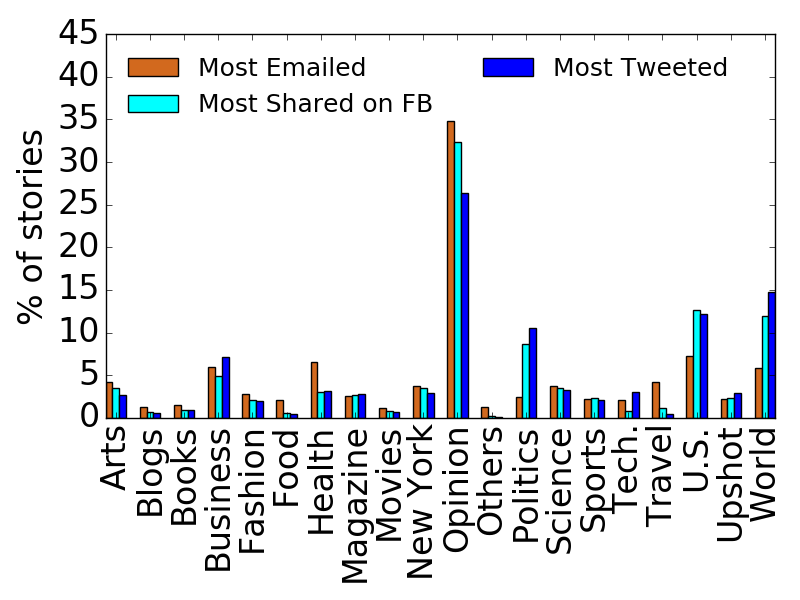 45
40
35
30
25
20
15
10
5
0
% of stories
Most Emailed
Most Shared on FB
Most Tweeted
Arts
Blogs
Books
Business
Fashion
Food
Health
Magazine
Movies
New York
Opinion
Others
Politics
Science
Sports
Tech.
Travel
U.S.
Upshot
World